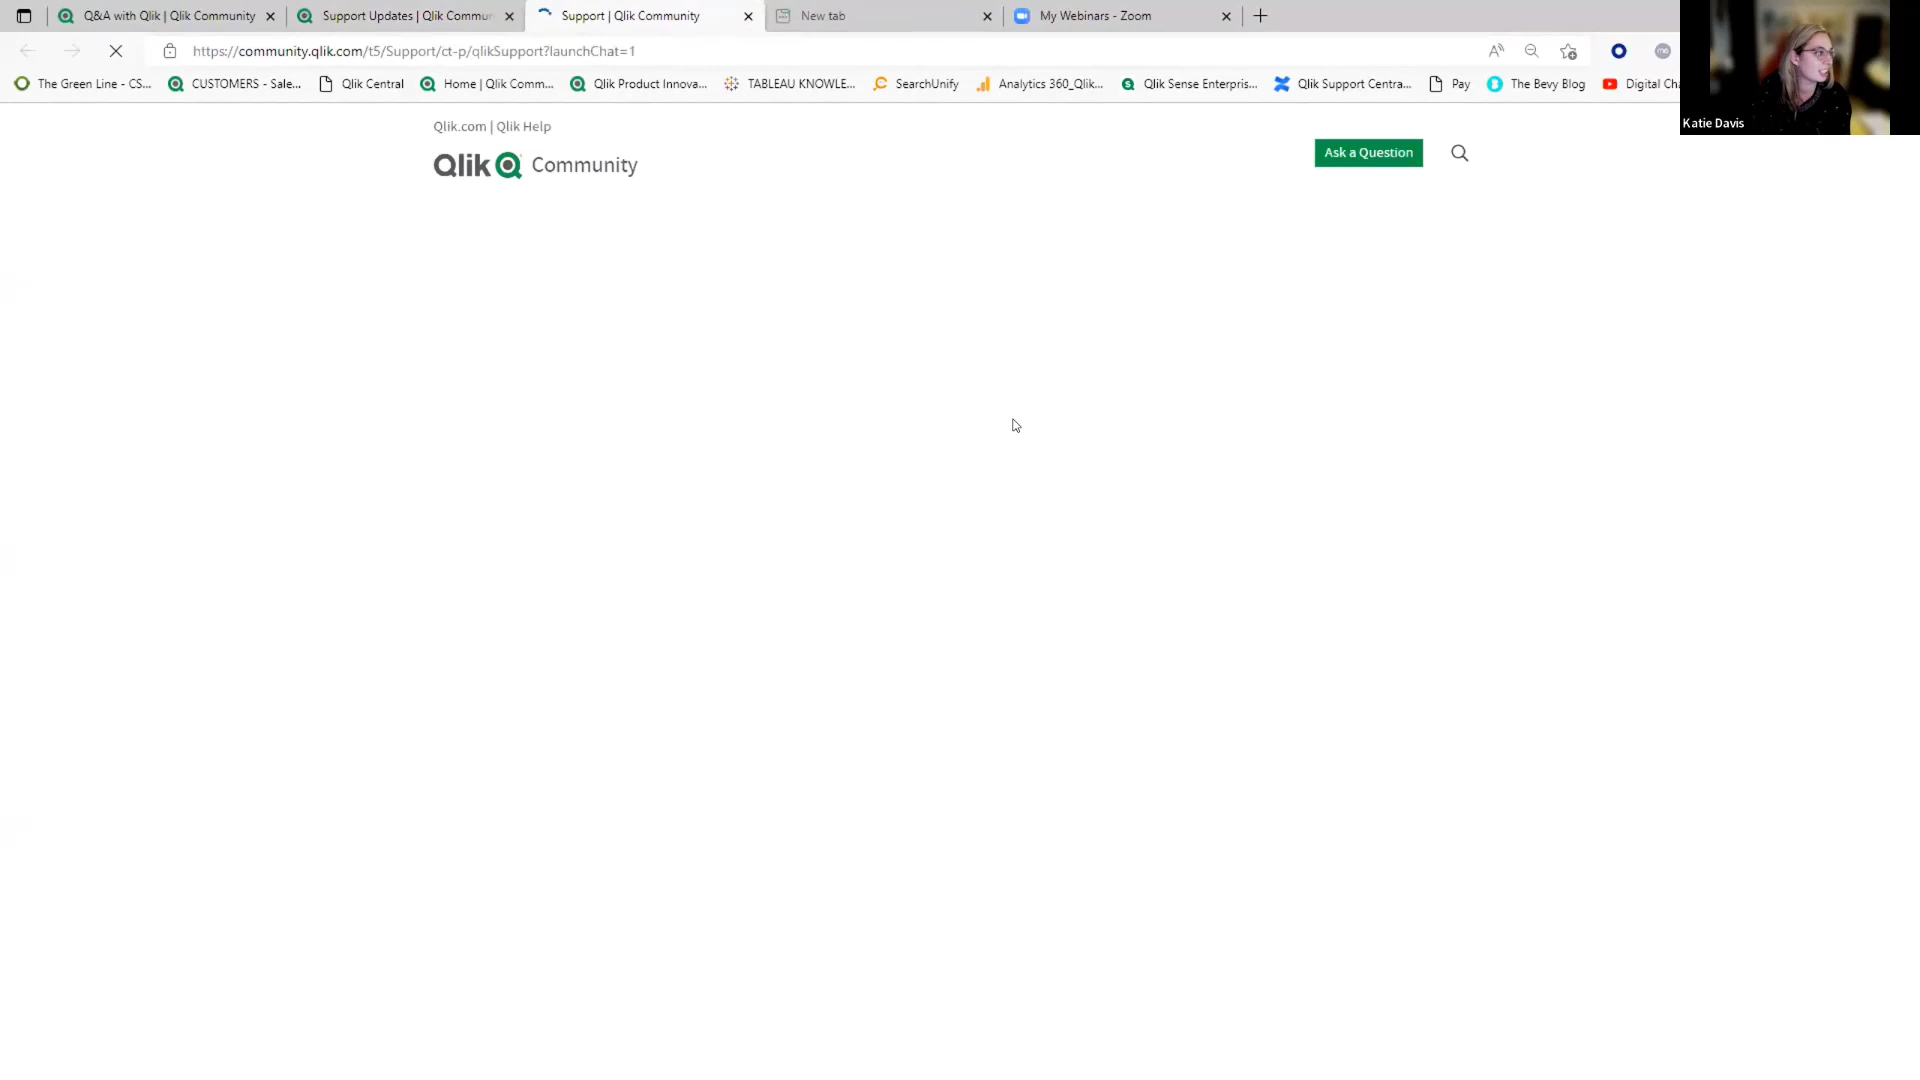 Q&A with Qlik | Qlik Community
Support Updates | Qlik Commun
Support | Qlik Community
New tab
My Webinars - Zoom
https://community.qlik.com/t5/Support/ct-p/qlikSupport?launchChat=1
The Green Line - CS...
CUSTOMERS - Sale...
Qlik Central
Home | Qlik Comm...
Qlik Product Innova...
TABLEAU KNOWLE...
SearchUnify
Analytics 360_Qlik...
Qlik Sense Enterpris...
Qlik Support Centra...
Pay
The Bevy Blog
Digital Ch
Katie Davis
Qlik.com | Qlik Help
Qlik Community
Ask a Question